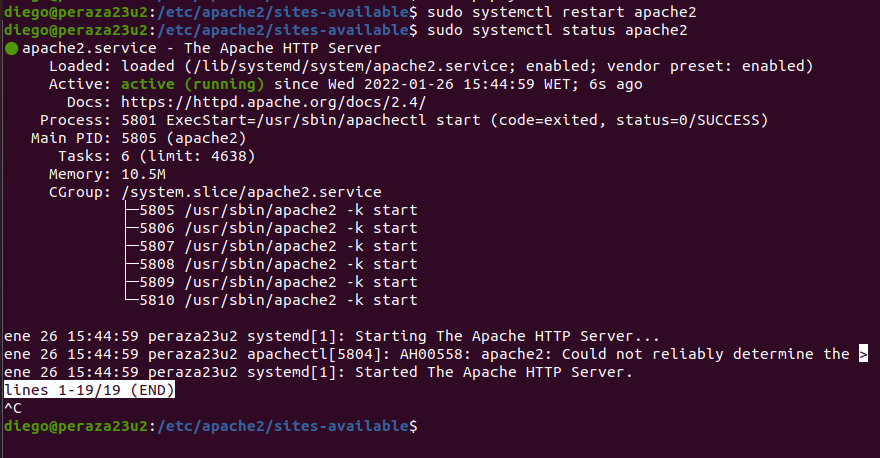 diego@peraza23u2:/etc/apache2/sites-available$ sudo systemctl restart apache2
diego@peraza23u2:/etc/apache2/sites-available$ sudo systemctl status apache2
● apache2.service - The Apache HTTP Server
     Loaded: loaded (/lib/systemd/system/apache2.service; enabled; vendor preset: enabled)
     Active: active (running) since Wed 2022-01-26 15:44:59 WET; 6s ago
       Docs: https://httpd.apache.org/docs/2.4/
    Process: 5801 ExecStart=/usr/sbin/apachectl start (code=exited, status=0/SUCCESS)
   Main PID: 5805 (apache2)
      Tasks: 6 (limit: 4638)
     Memory: 10.5M
     CGroup: /system.slice/apache2.service
             ├─5805 /usr/sbin/apache2 -k start
             ├─5806 /usr/sbin/apache2 -k start
             ├─5807 /usr/sbin/apache2 -k start
             ├─5808 /usr/sbin/apache2 -k start
             ├─5809 /usr/sbin/apache2 -k start
             └─5810 /usr/sbin/apache2 -k start
ene 26 15:44:59 peraza23u2 systemd[1]: Starting The Apache HTTP Server...
ene 26 15:44:59 peraza23u2 apachectl[5804]: AH00558: apache2: Could not reliably determine the >
ene 26 15:44:59 peraza23u2 systemd[1]: Started The Apache HTTP Server.
lines 1-19/19 (END)
^C
diego@peraza23u2:/etc/apache2/sites-available$